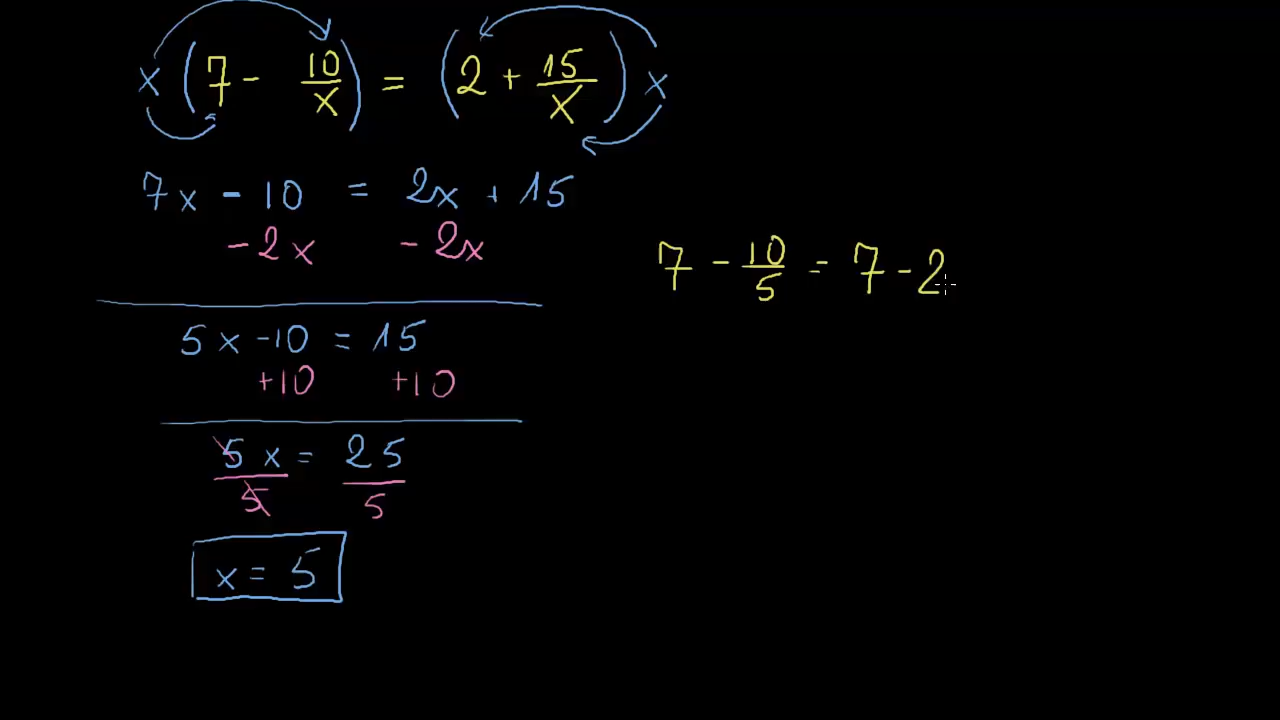 x (7 - 10/x) = (2 + 15/x) x
7x - 10 = 2x + 15
-2x -2x
7 - 10/5 = 7 - 2
5x -10 = 15
+10 +10
5x/5 = 25/5
x = 5